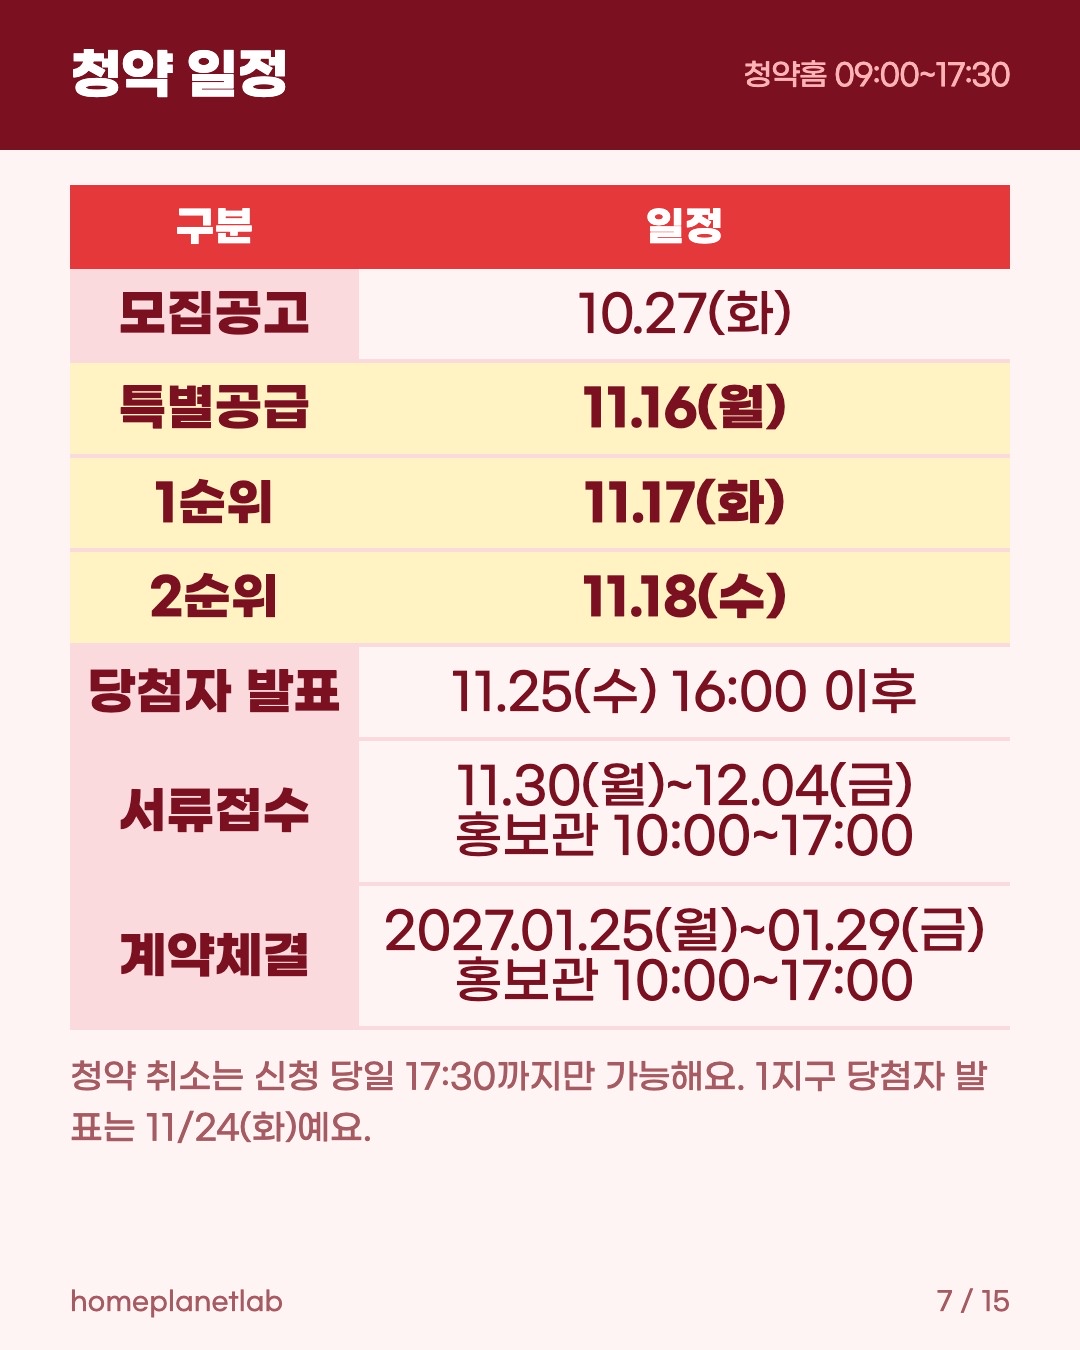 청약 일정
청약홈 09:00~17:30
구분 일정
모집공고 10.27(화)
특별공급 11.16(월)
1순위 11.17(화)
2순위 11.18(수)
당첨자 발표 11.25(수) 16:00 이후
서류접수 11.30(월)~12.04(금)
홍보관 10:00~17:00
계약체결 2027.01.25(월)~01.29(금)
홍보관 10:00~17:00
청약 취소는 신청 당일 17:30까지만 가능해요. 1지구 당첨자 발
표는 11/24(화)예요.
homeplanetlab
7 / 15